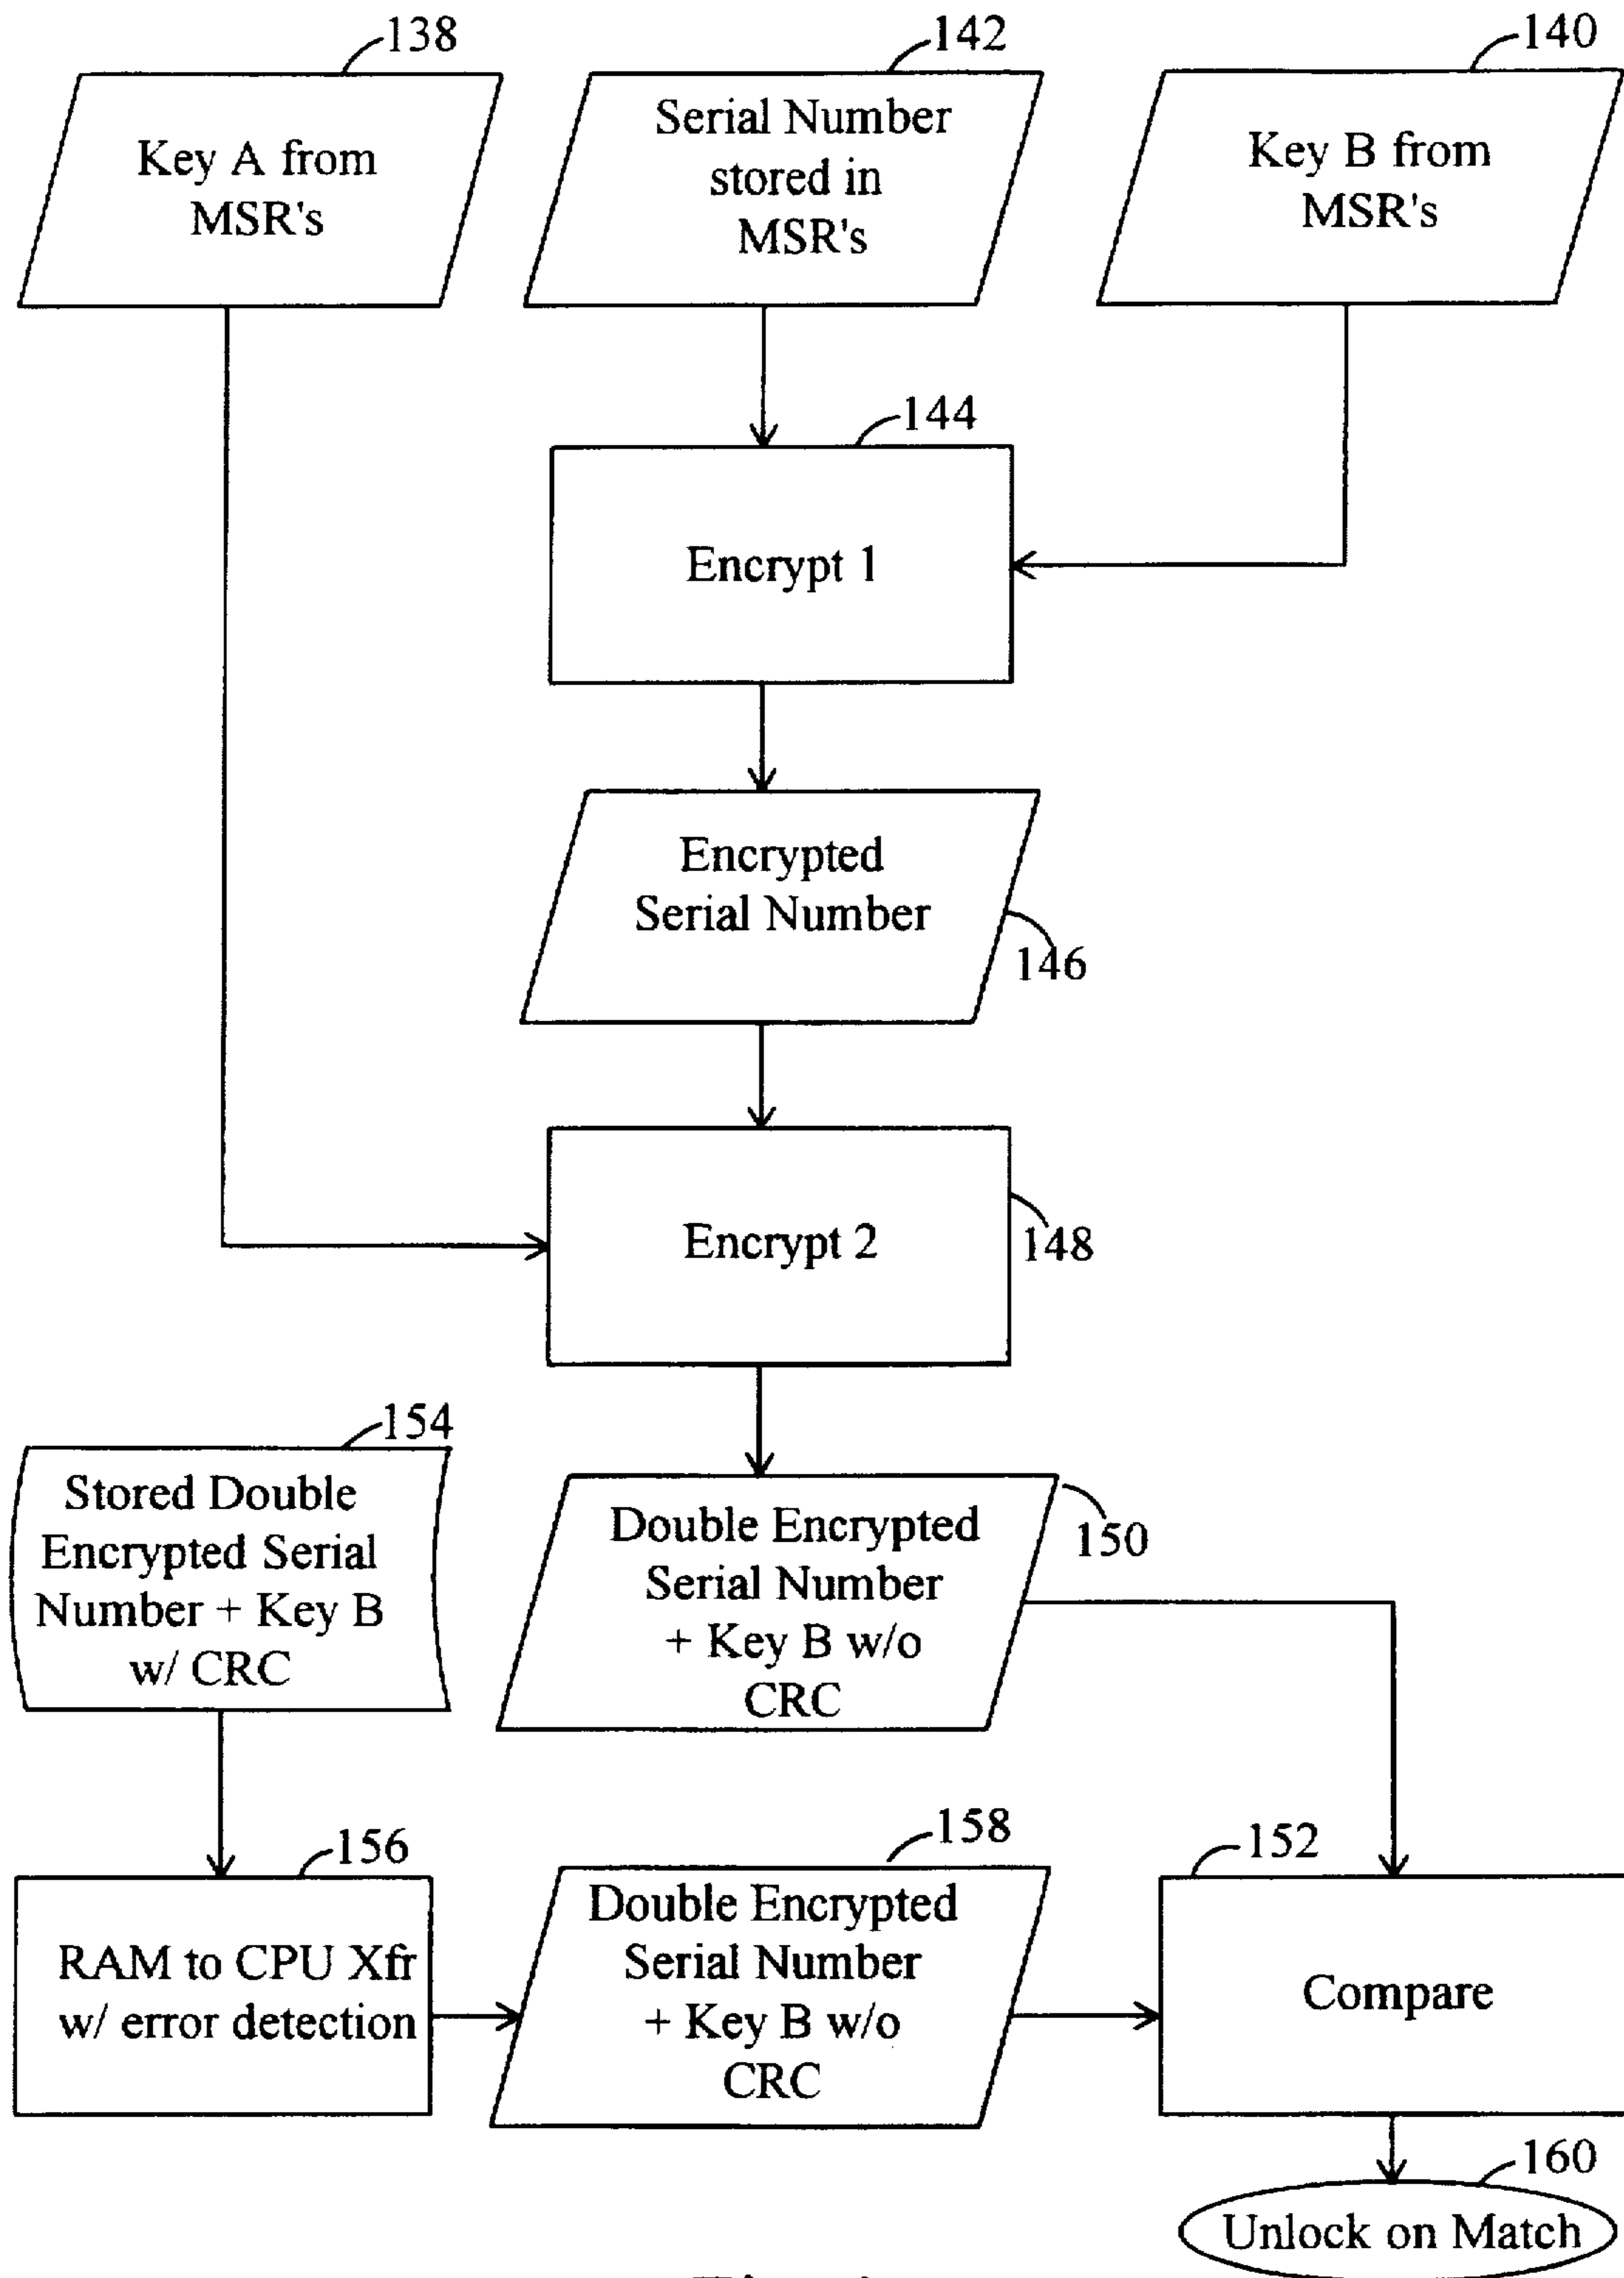 138
142
140
Key A from
MSR's
Serial Number
stored in
MSR's
Key B from
MSR's
144
Encrypt 1
Encrypted
Serial Number
146
Encrypt 2
148
154
Stored Double
Encrypted Serial
Number + Key B
w/ CRC
Double Encrypted
Serial Number
+ Key B w/o
CRC
150
156
158
152
RAM to CPU Xfr
w/ error detection
Double Encrypted
Serial Number
+ Key B w/o
CRC
Compare
160
Unlock on Match